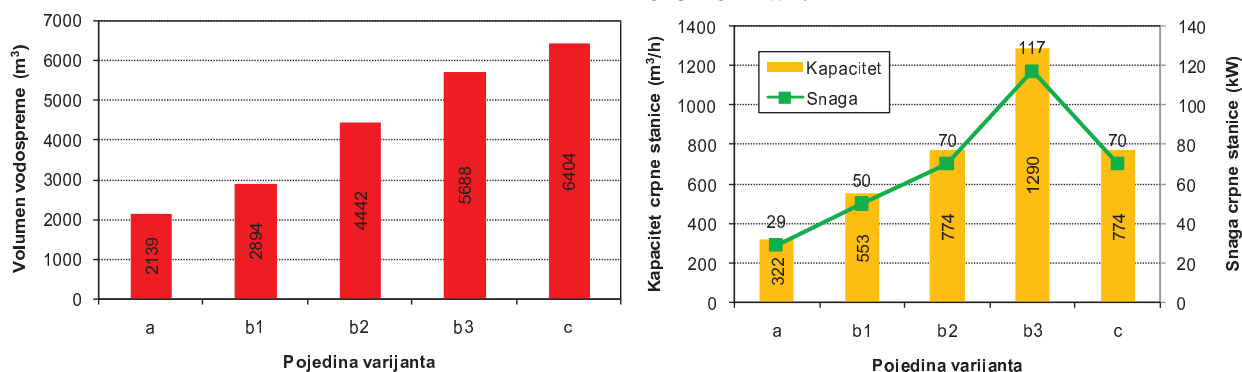 Volumen vodospreme (m³)
7000
6000
5000
4000
3000
2000
1000
0
2139
2894
4442
5688
6404
a
b1
b2
b3
c
Pojedina varijanta
Kapacitet crpne stanice (m³/h)
1400
1200
1000
800
600
400
200
0
Kapacitet
Snaga
29
50
70
117
70
322
553
774
1290
774
140
120
100
80
60
40
20
0
Snaga crpne stanice (kW)
a
b1
b2
b3
c
Pojedina varijanta